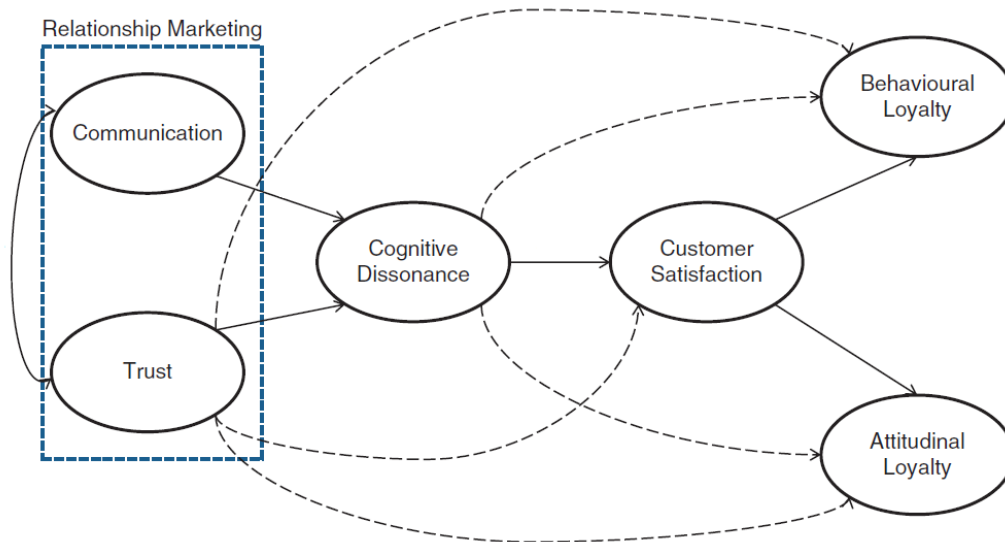 Relationship Marketing
Communication
Trust
Cognitive
Dissonance
Customer
Satisfaction
Behavioural
Loyalty
Attitudinal
Loyalty